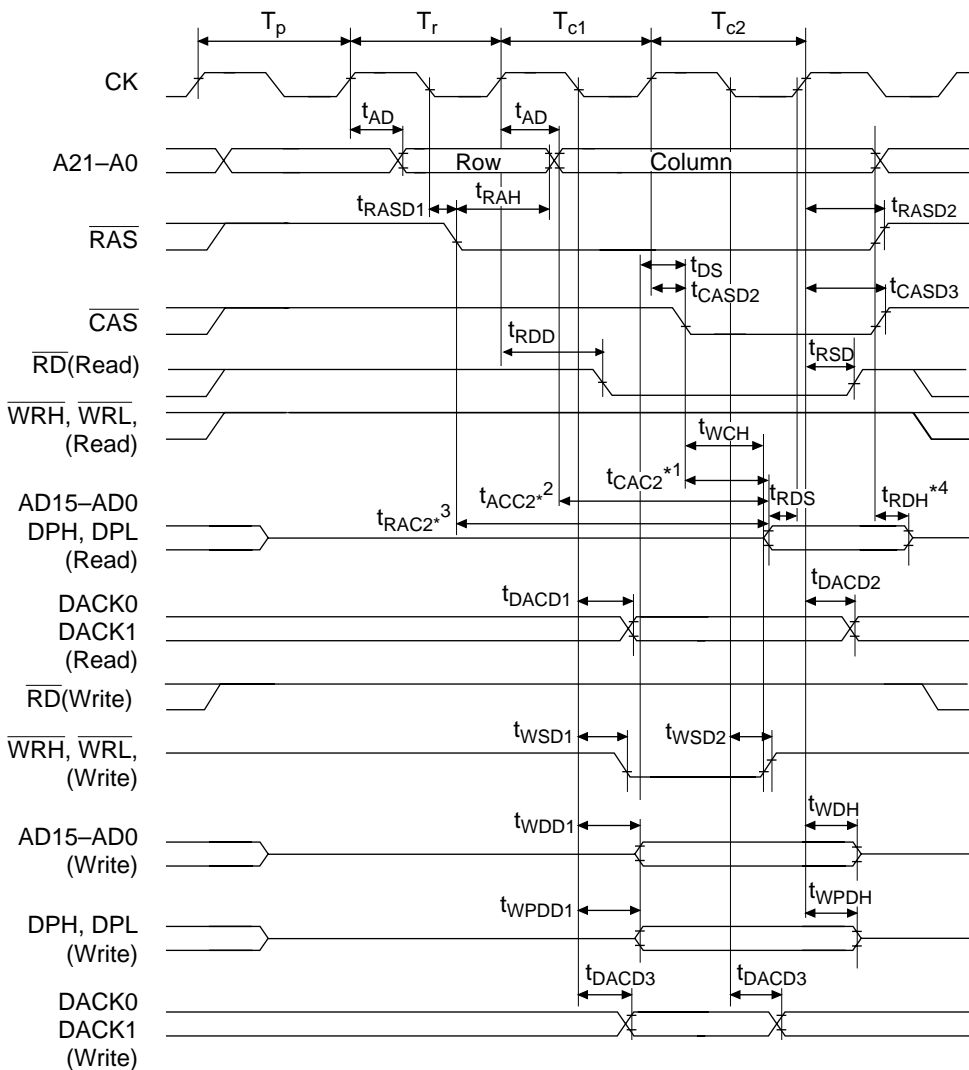 Tp Tr Tc1 Tc2
CK
tAD tAD
A21–A0 Row Column
tRASD1 tRAH tRASD2
RAS
tDS
tCASD2 tCASD3
CAS
tRDD tRSD
RD(Read)
WRH, WRL,
(Read)
tWCH
tCAC2*1
AD15–AD0 tACC2*2 tRDS tRDH*4
DPH, DPL tRAC2*3
(Read)
DACK0 tDACD1 tDACD2
DACK1
(Read)
RD(Write)
WRH, WRL, tWSD1 tWSD2
(Write)
AD15–AD0 tWDD1 tWDH
(Write)
DPH, DPL tWPDD1 tWPDH
(Write)
DACK0 tDACD3 tDACD3
DACK1
(Write)